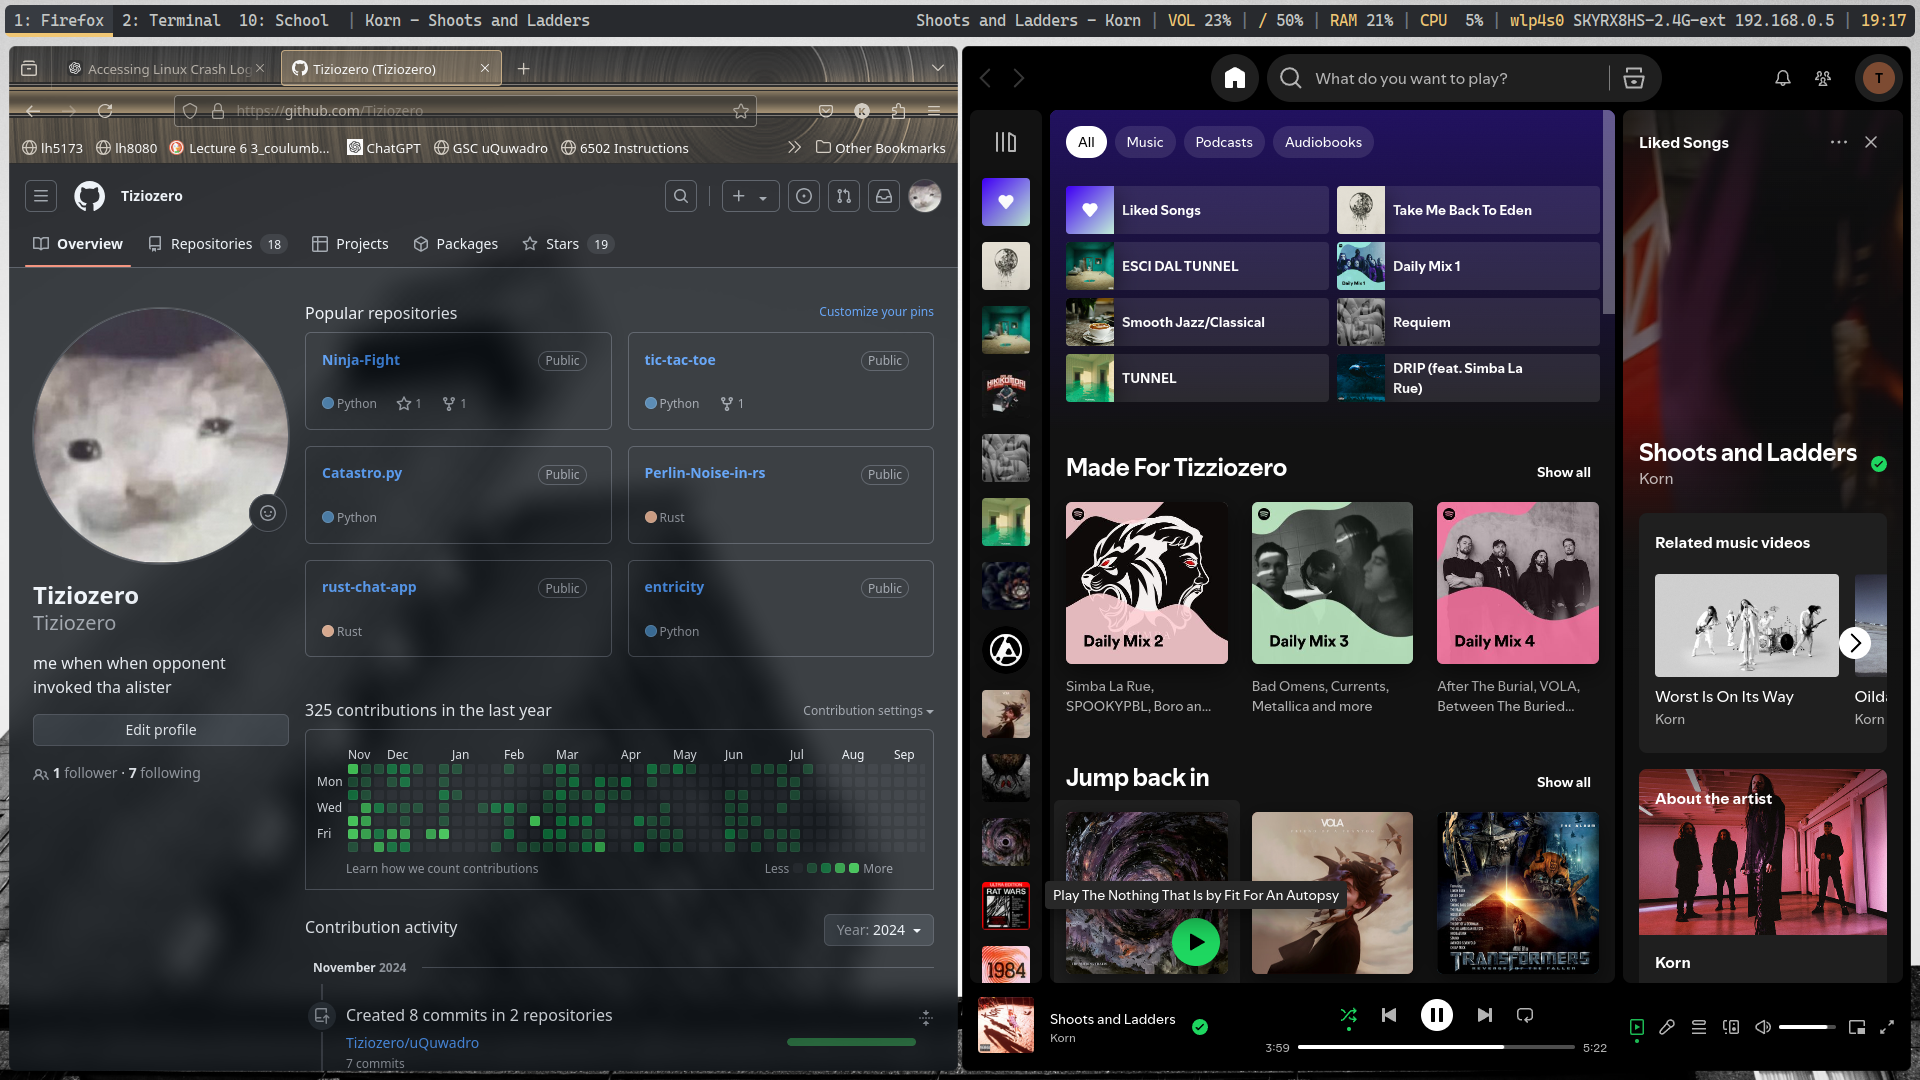 1: Firefox 2: Terminal 10: School | Korn - Shoots and Ladders
Shoots and Ladders - Korn | VOL 23% | / 50% | RAM 21% | CPU 5% | wlp4s0 SKYRX8HS-2.4G-ext 192.168.0.5 | 19:17
Accessing Linux Crash Log
Tiziozero (Tiziozero)
https://github.com/Tiziozero
K
lh5173 lh8080 Lecture 6 3_coulumb... ChatGPT GSC uQuwadro 6502 Instructions
Other Bookmarks
Tiziozero
Overview Repositories 18 Projects Packages Stars 19
Popular repositories
Customize your pins
Ninja-Fight Public
Python 1 1
tic-tac-toe Public
Python 1
Catastro.py Public
Python
Perlin-Noise-in-rs Public
Rust
rust-chat-app Public
Rust
entricity Public
Python
Tiziozero
Tiziozero
me when when opponent
invoked tha alister
Edit profile
1 follower · 7 following
325 contributions in the last year
Contribution settings
Nov Dec Jan Feb Mar Apr May Jun Jul Aug Sep
Mon
Wed
Fri
Learn how we count contributions
Less More
Contribution activity
Year: 2024
November 2024
Created 8 commits in 2 repositories
Tiziozero/uQuwadro
7 commits
What do you want to play?
T
All Music Podcasts Audiobooks
Liked Songs
Take Me Back To Eden
ESCI DAL TUNNEL
Daily Mix 1
Daily Mix 1
Smooth Jazz/Classical
Requiem
TUNNEL
DRIP (feat. Simba La
Rue)
HIKIKOMORI
RAT WARS
1984
Made For Tizziozero
Show all
Daily Mix 2
Simba La Rue,
SPOOKYPBL, Boro an...
Daily Mix 3
Bad Omens, Currents,
Metallica and more
Daily Mix 4
After The Burial, VOLA,
Between The Buried...
Jump back in
Show all
Play The Nothing That Is by Fit For An Autopsy
VOLA
THE ALBUM
TRANSFORMERS
REVENGE OF THE FALLEN
Liked Songs
Shoots and Ladders
Korn
Related music videos
Worst Is On Its Way
Korn
Oild
Korn
About the artist
Korn
Shoots and Ladders
Korn
3:59
5:22